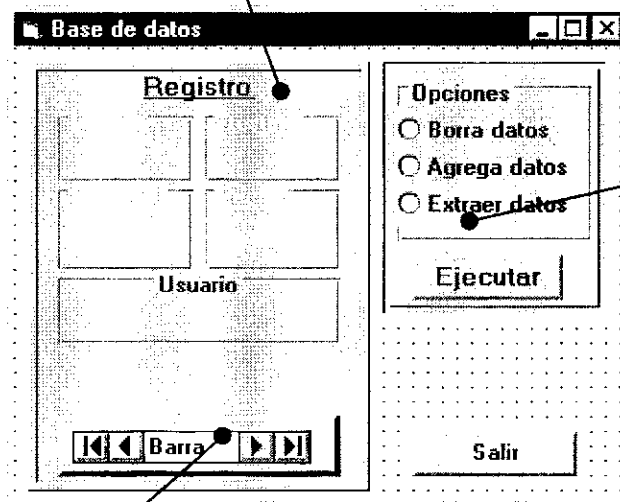 Base de datos
Registro
Usuario
Barra
Opciones
Borra datos
Agrega datos
Extraer datos
Ejecutar
Salir